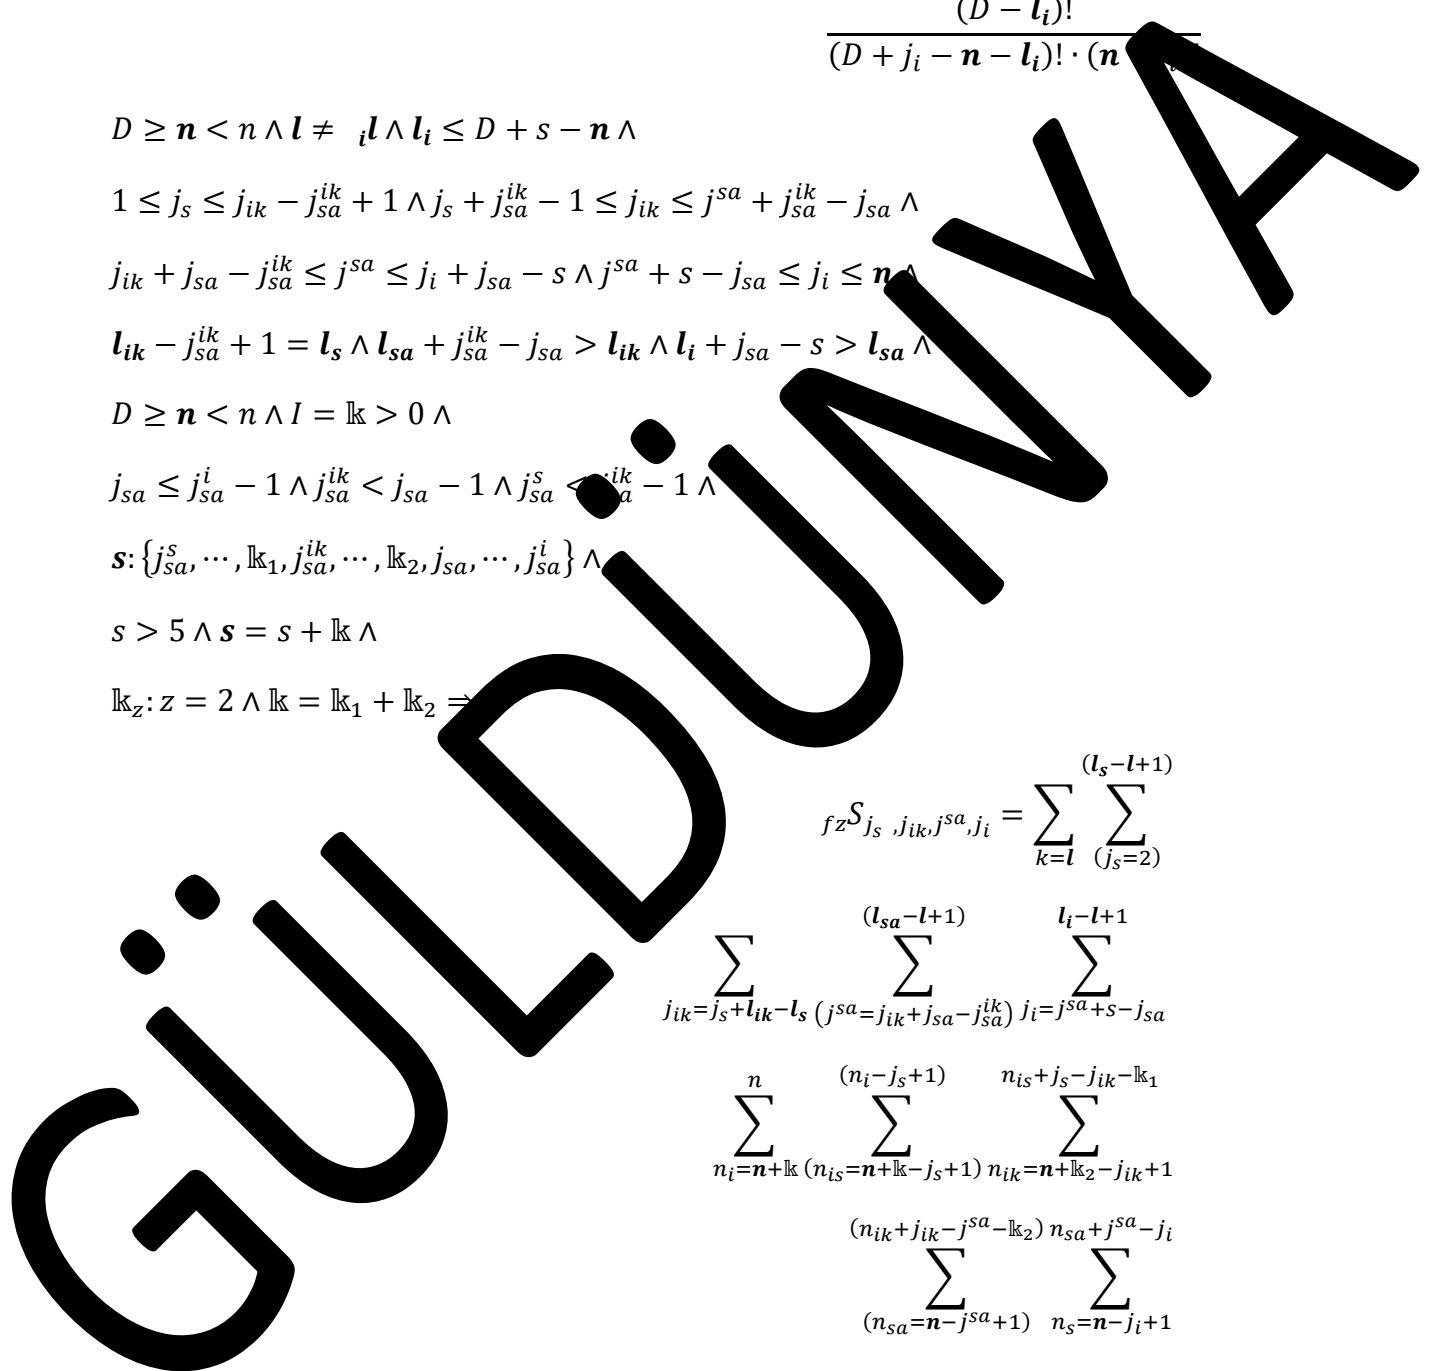 (D − l_i)!
(D + j_i − n − l_i)! · (n
D ≥ n < n ∧ l ≠ _il ∧ l_i ≤ D + s − n ∧
1 ≤ j_s ≤ j_ik − j_sa^ik + 1 ∧ j_s + j_sa^ik − 1 ≤ j_ik ≤ j^sa + j_sa^ik − j_sa ∧
j_ik + j_sa − j_sa^ik ≤ j^sa ≤ j_i + j_sa − s ∧ j^sa + s − j_sa ≤ j_i ≤ n ∧
l_ik − j_sa^ik + 1 = l_s ∧ l_sa + j_sa^ik − j_sa > l_ik ∧ l_i + j_sa − s > l_sa ∧
D ≥ n < n ∧ I = 𝕜 > 0 ∧
j_sa ≤ j_sa^i − 1 ∧ j_sa^ik < j_sa − 1 ∧ j_sa^s < j_sa^ik − 1 ∧
s: {j_sa^s, ⋯, 𝕜_1, j_sa^ik, ⋯, 𝕜_2, j_sa, ⋯, j_sa^i} ∧
s > 5 ∧ s = s + 𝕜 ∧
𝕜_z: z = 2 ∧ 𝕜 = 𝕜_1 + 𝕜_2 ⇒
_fzS_{j_s ,j_ik,j^sa,j_i} = ∑_{k=l} ∑_{(j_s=2)}^{(l_s−l+1)}
∑_{j_ik=j_s+l_ik−l_s} ∑_{(j^sa=j_ik+j_sa−j_sa^ik)}^{(l_sa−l+1)} ∑_{j_i=j^sa+s−j_sa}^{l_i−l+1}
∑_{n_i=n+𝕜}^{n} ∑_{(n_is=n+𝕜−j_s+1)}^{(n_i−j_s+1)} ∑_{n_ik=n+𝕜_2−j_ik+1}^{n_is+j_s−j_ik−𝕜_1}
∑_{(n_sa=n−j^sa+1)}^{(n_ik+j_ik−j^sa−𝕜_2)} ∑_{n_s=n−j_i+1}^{n_sa+j^sa−j_i}
GÜLDÜNYA